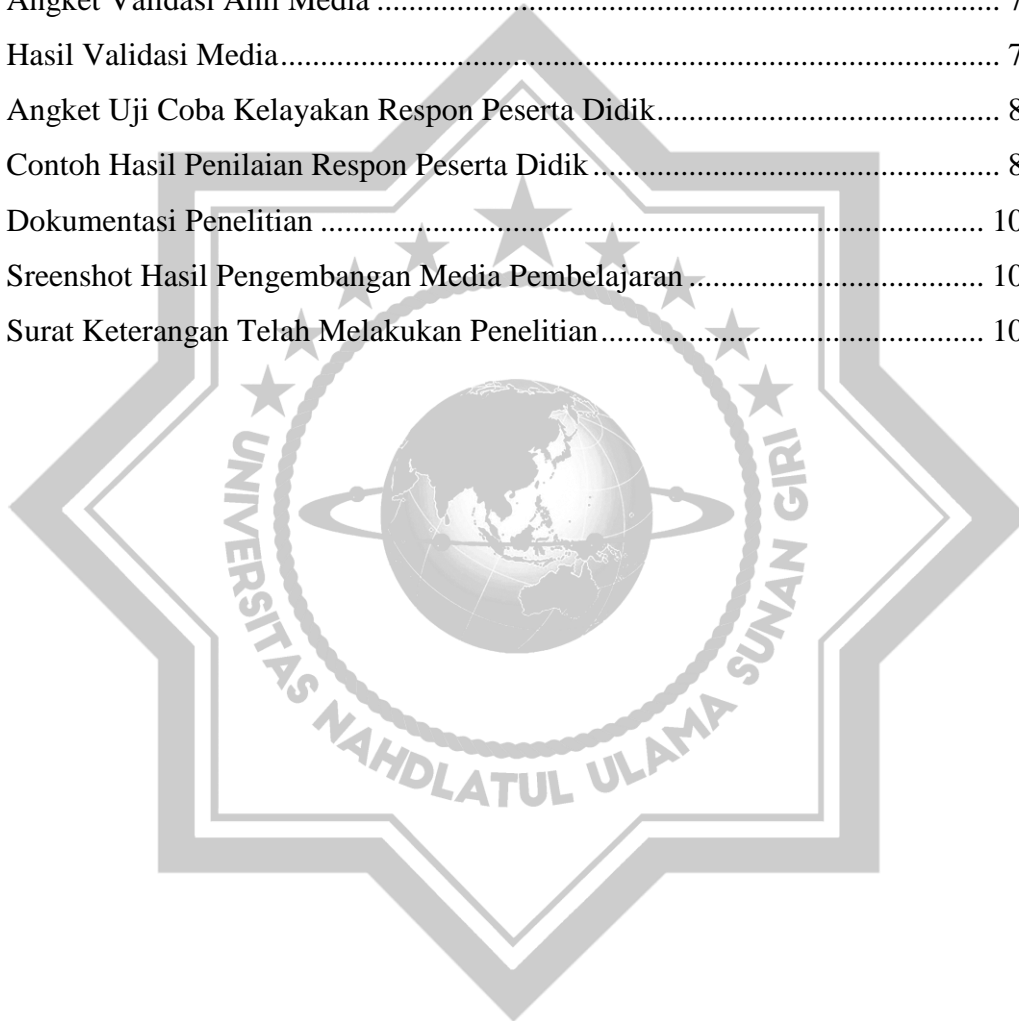 Angket Validasi Ahli Media ........................................................................... 7
Hasil Validasi Media....................................................................................... 7
Angket Uji Coba Kelayakan Respon Peserta Didik.......................................... 8
Contoh Hasil Penilaian Respon Peserta Didik.................................................. 8
Dokumentasi Penelitian ................................................................................ 10
Sreenshot Hasil Pengembangan Media Pembelajaran .................................... 10
Surat Keterangan Telah Melakukan Penelitian............................................... 10
UNIVERSITAS NAHDLATUL ULAMA SUNAN GIRI